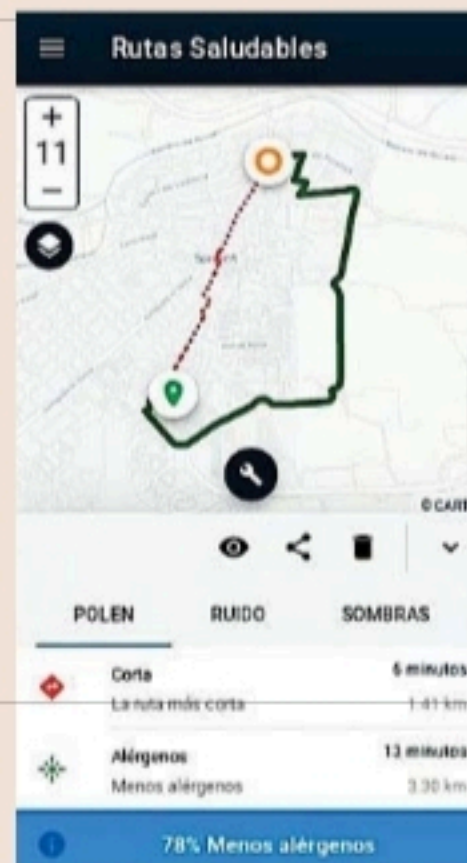 Rutas Saludables
+
11
−
© CART
POLEN RUIDO SOMBRAS
Corta 6 minutos
La ruta más corta 1.41 km
Alérgenos 13 minutos
Menos alérgenos 3.30 km
78% Menos alérgenos